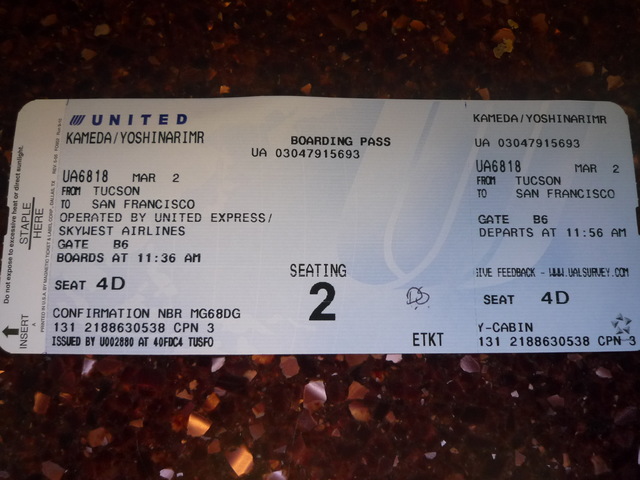 UNITED
KAMEDA/YOSHINARIMR
BOARDING PASS
UA 03047915693
UA6818 MAR 2
FROM TUCSON
TO SAN FRANCISCO
OPERATED BY UNITED EXPRESS/
SKYWEST AIRLINES
GATE B6
BOARDS AT 11:36 AM
SEAT 4D
SEATING
2
CONFIRMATION NBR MG68DG
131 2188630538 CPN 3
ISSUED BY U002880 AT 40FDC4 TUSFO
ETKT
KAMEDA/YOSHINARIMR
UA 03047915693
UA6818 MAR 2
FROM TUCSON
TO SAN FRANCISCO
GATE B6
DEPARTS AT 11:56 AM
IVE FEEDBACK - WWW.UALSURVEY.COM
SEAT 4D
Y-CABIN
131 2188630538 CPN 3
Do not expose to excessive heat or direct sunlight.
STAPLE
HERE
INSERT